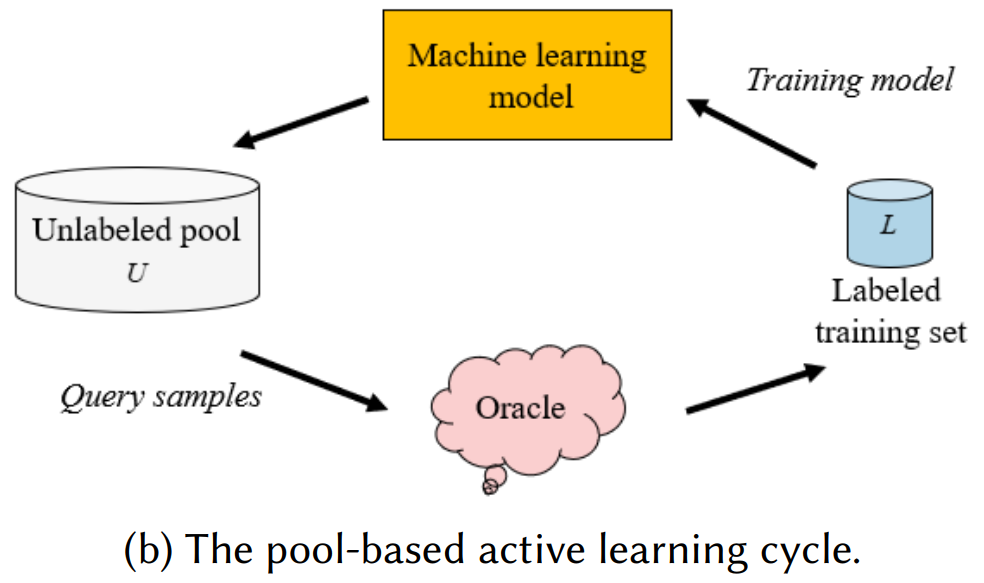 Machine learning
model
Training model
Unlabeled pool
U
L
Labeled
training set
Query samples
Oracle
(b) The pool-based active learning cycle.